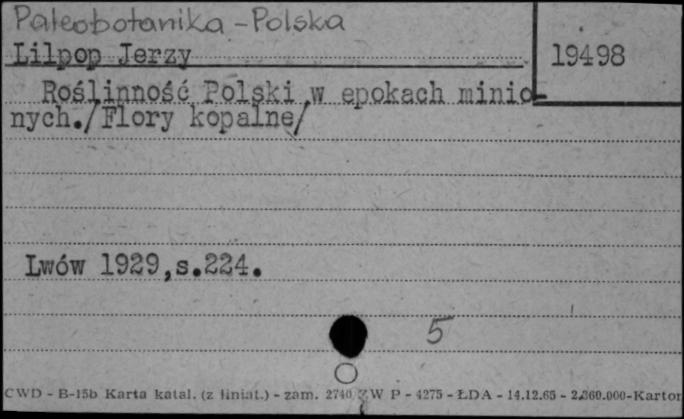 Paleobotanika - Polska
Lilpop Jerzy
19498
Roślinność Polski w epokach minio-
nych./Flory kopalne/
Lwów 1929,s.224.
5
CWD - B-15b Karta katal. (z liniat.) - zam. 2740 ZW P - 4275 - ŁDA - 14.12.65 - 2.360.000-Karton